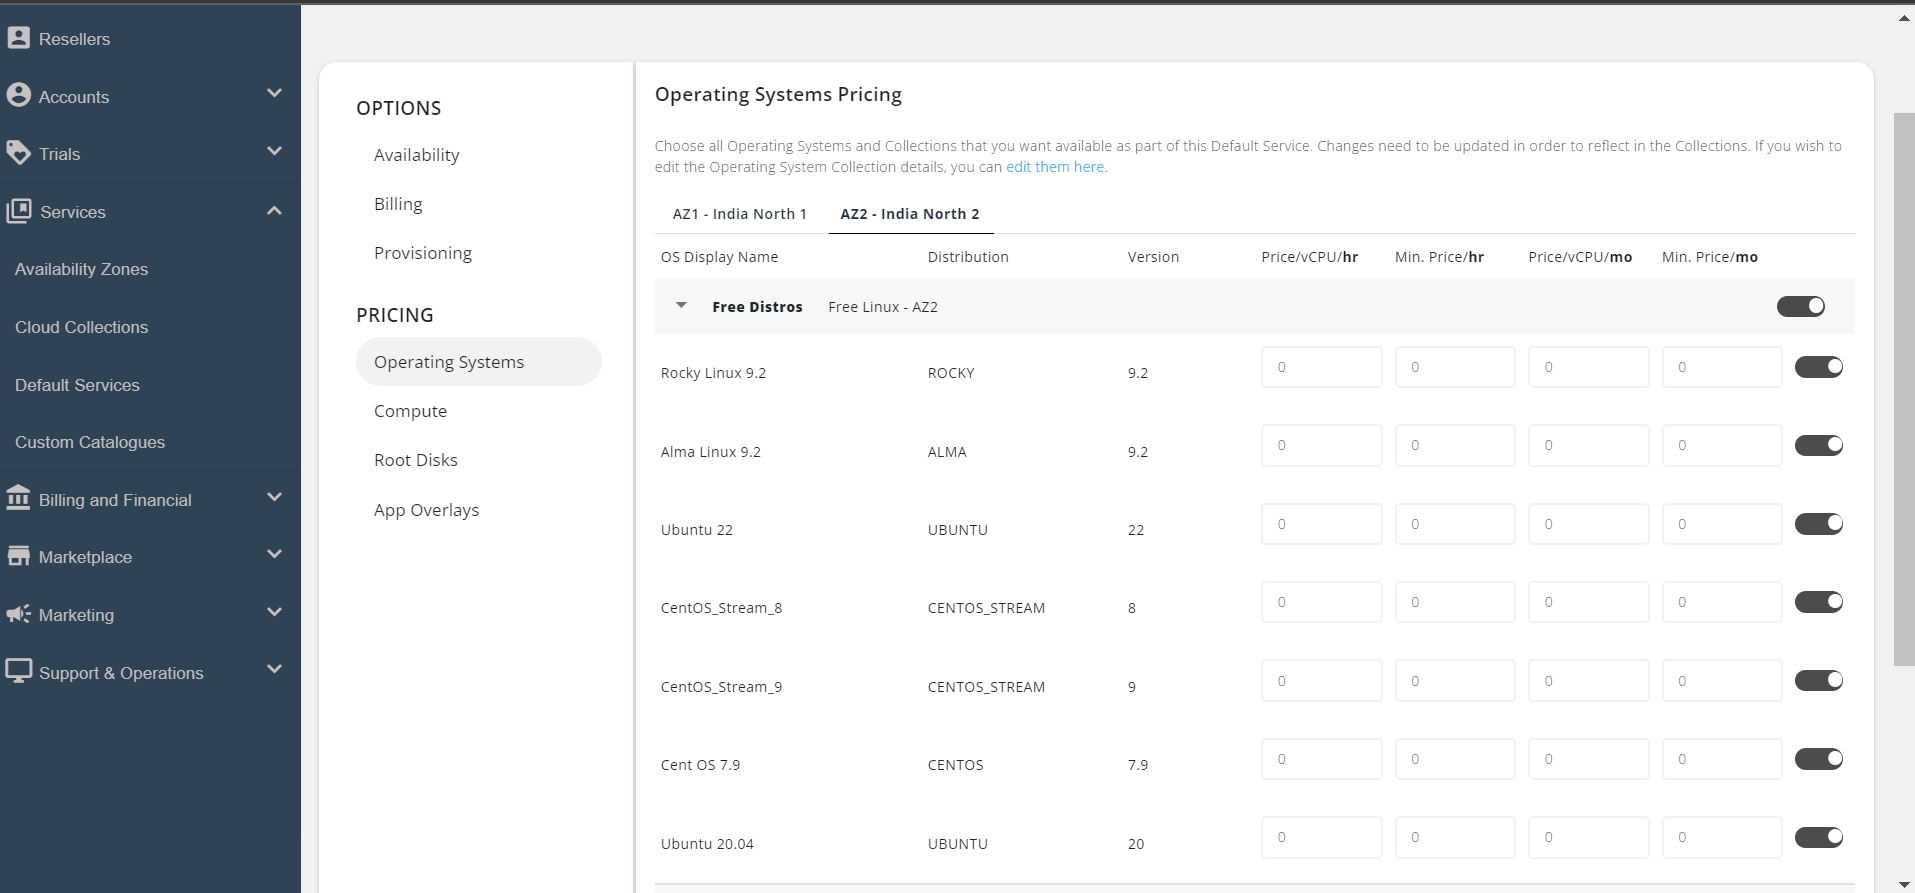 Resellers
Accounts
Trials
Services
Availability Zones
Cloud Collections
Default Services
Custom Catalogues
Billing and Financial
Marketplace
Marketing
Support & Operations
OPTIONS
Availability
Billing
Provisioning
PRICING
Operating Systems
Compute
Root Disks
App Overlays
Operating Systems Pricing
Choose all Operating Systems and Collections that you want available as part of this Default Service. Changes need to be updated in order to reflect in the Collections. If you wish to
edit the Operating System Collection details, you can edit them here.
AZ1 - India North 1 AZ2 - India North 2
OS Display Name Distribution Version Price/vCPU/hr Min. Price/hr Price/vCPU/mo Min. Price/mo
Free Distros Free Linux - AZ2
Rocky Linux 9.2 ROCKY 9.2 0 0 0 0
Alma Linux 9.2 ALMA 9.2 0 0 0 0
Ubuntu 22 UBUNTU 22 0 0 0 0
CentOS_Stream_8 CENTOS_STREAM 8 0 0 0 0
CentOS_Stream_9 CENTOS_STREAM 9 0 0 0 0
Cent OS 7.9 CENTOS 7.9 0 0 0 0
Ubuntu 20.04 UBUNTU 20 0 0 0 0